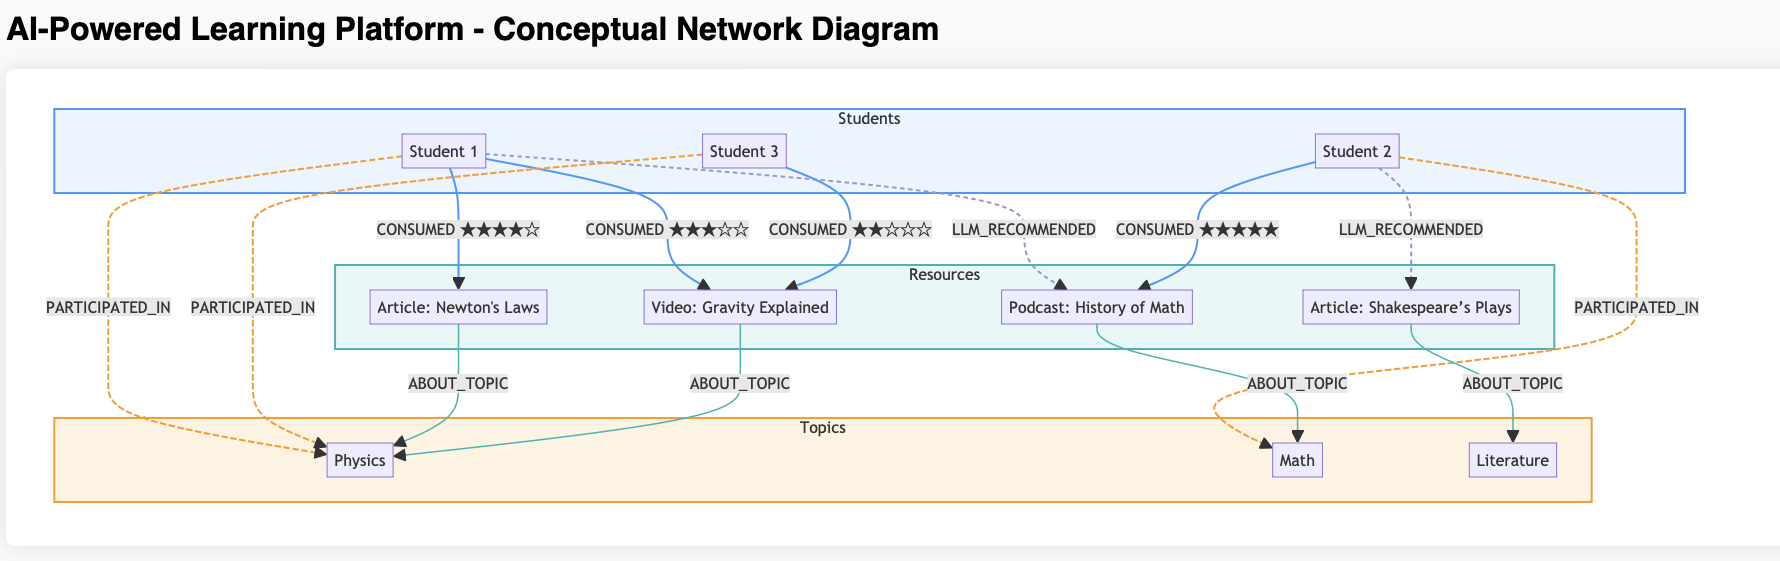 AI-Powered Learning Platform - Conceptual Network Diagram
Students
Student 1
Student 3
Student 2
CONSUMED ★★★★☆
CONSUMED ★★★☆☆
CONSUMED ★★☆☆☆
LLM_RECOMMENDED
CONSUMED ★★★★★
LLM_RECOMMENDED
Resources
PARTICIPATED_IN
PARTICIPATED_IN
Article: Newton's Laws
Video: Gravity Explained
Podcast: History of Math
Article: Shakespeare’s Plays
PARTICIPATED_IN
ABOUT_TOPIC
ABOUT_TOPIC
ABOUT_TOPIC
ABOUT_TOPIC
Topics
Physics
Math
Literature